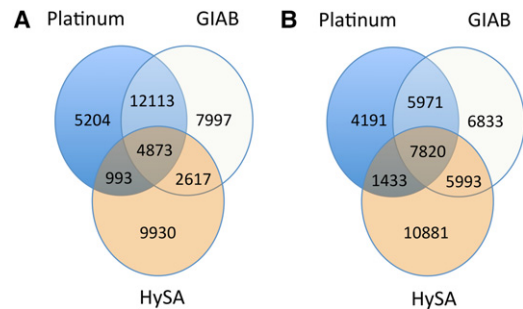 A
Platinum
GIAB
5204
12113
7997
4873
993
2617
9930
HySA
B
Platinum
GIAB
4191
5971
6833
7820
1433
5993
10881
HySA